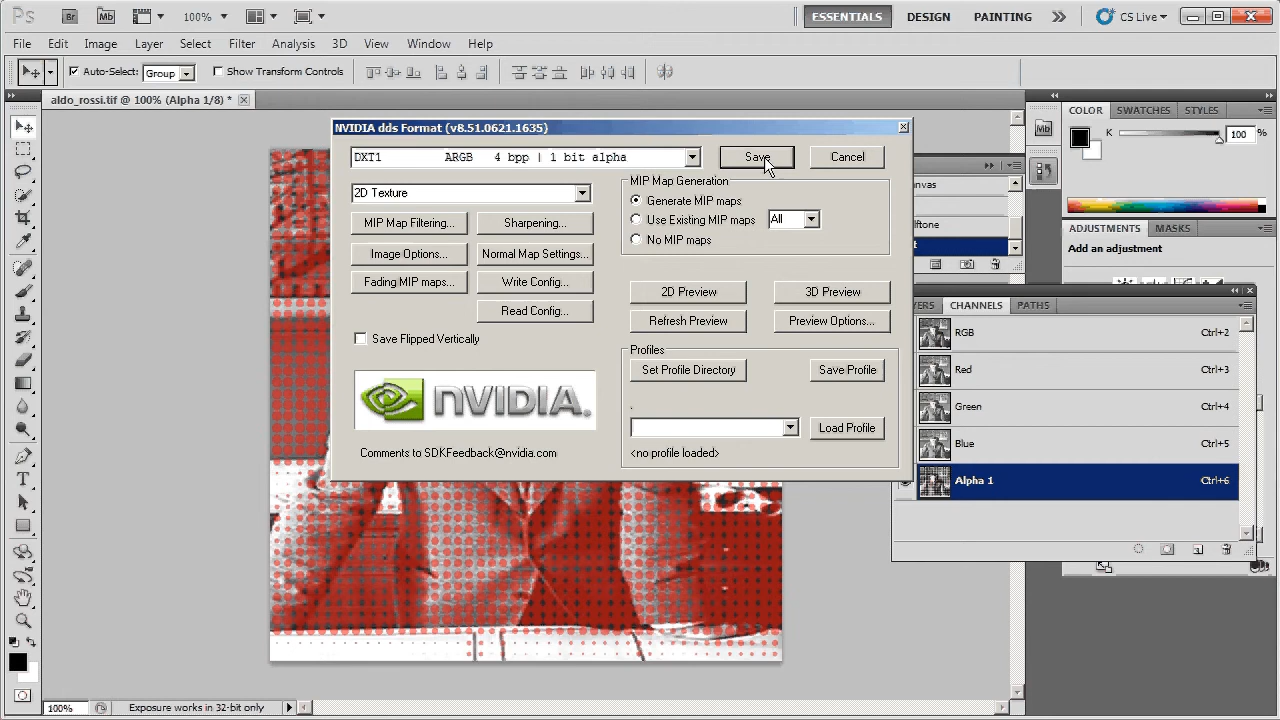 Ps Br Mb 100% ESSENTIALS DESIGN PAINTING CS Live
File Edit Image Layer Select Filter Analysis 3D View Window Help
Auto-Select: Group Show Transform Controls
aldo_rossi.tif @ 100% (Alpha 1/8) *
NVIDIA dds Format (v8.51.0621.1635)
DXT1 ARGB 4 bpp | 1 bit alpha
Save
Cancel
2D Texture
MIP Map Filtering...
Sharpening...
Image Options...
Normal Map Settings...
Fading MIP maps...
Write Config...
Read Config...
Save Flipped Vertically
NVIDIA.
Comments to SDKFeedback@nvidia.com
MIP Map Generation
Generate MIP maps
Use Existing MIP maps
All
No MIP maps
2D Preview
3D Preview
Refresh Preview
Preview Options...
Profiles
Set Profile Directory
Save Profile
.
Load Profile
<no profile loaded>
Mb
COLOR SWATCHES STYLES
K 100 %
ADJUSTMENTS MASKS
Add an adjustment
CHANNELS PATHS
RGB Ctrl+2
Red Ctrl+3
Green Ctrl+4
Blue Ctrl+5
Alpha 1 Ctrl+6
100% Exposure works in 32-bit only